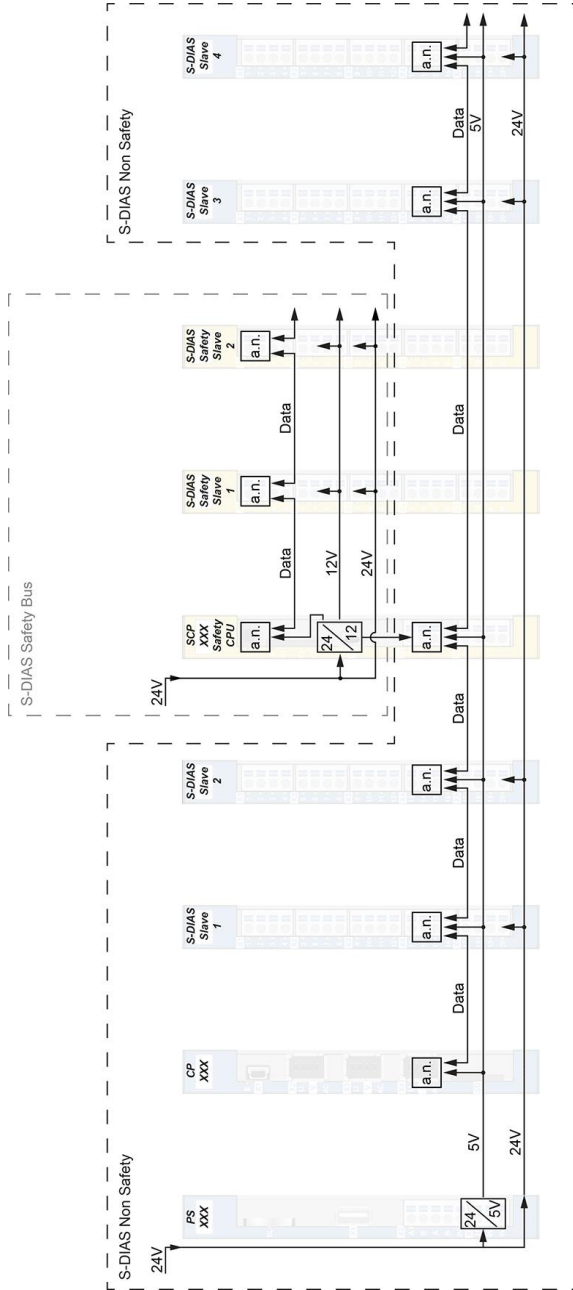 S-DIAS Non Safety
24V
PS
XXX
24
5V
5V
24V
CP
XXX
a.n.
Data
S-DIAS
Slave
1
a.n.
Data
S-DIAS
Slave
2
a.n.
Data
S-DIAS Safety Bus
24V
SCP
XXX
Safety
CPU
a.n.
24
12
a.n.
Data
12V
24V
S-DIAS
Safety
Slave
1
a.n.
Data
S-DIAS
Safety
Slave
2
a.n.
Data
S-DIAS Non Safety
S-DIAS
Slave
3
a.n.
Data
5V
24V
S-DIAS
Slave
4
a.n.